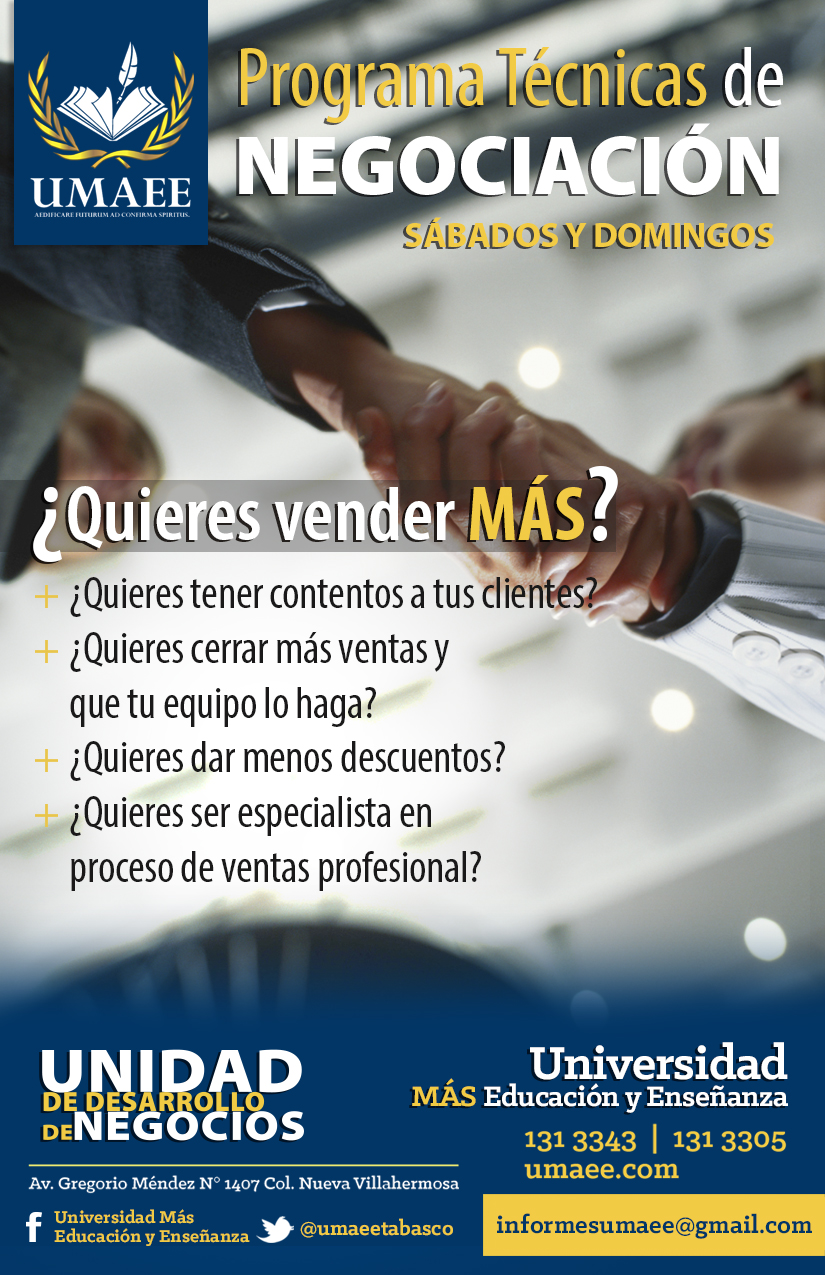 UMAEE
AEDIFICARE FUTURUM AD CONFIRMA SPIRITUS.
Programa Técnicas de
NEGOCIACIÓN
SÁBADOS Y DOMINGOS
¿Quieres vender MÁS?
+ ¿Quieres tener contentos a tus clientes?
+ ¿Quieres cerrar más ventas y
que tu equipo lo haga?
+ ¿Quieres dar menos descuentos?
+ ¿Quieres ser especialista en
proceso de ventas profesional?
UNIDAD
DE DESARROLLO
DE NEGOCIOS
Av. Gregorio Méndez N° 1407 Col. Nueva Villahermosa
f Universidad Más
Educación y Enseñanza
@umaeetabasco
Universidad
MÁS Educación y Enseñanza
131 3343 | 131 3305
umaee.com
informesumaee@gmail.com